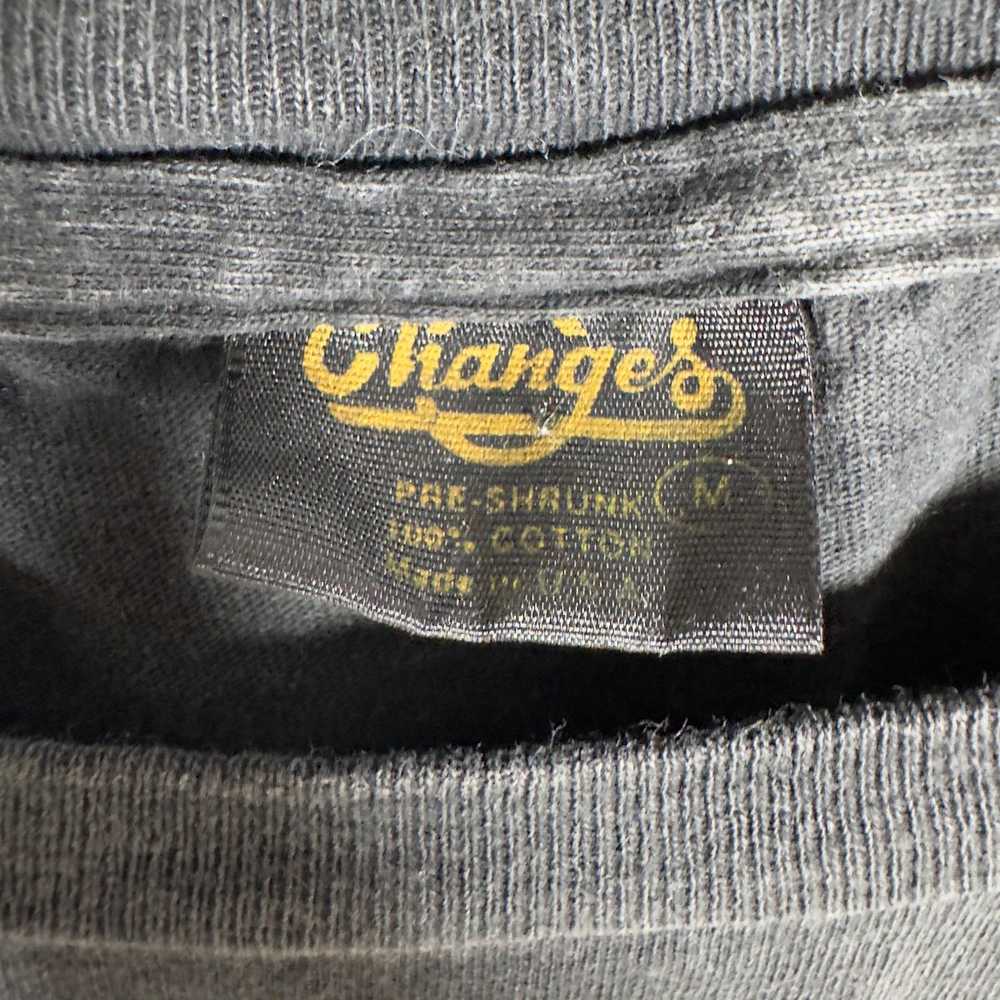 Changes
PRE-SHRUNK M
100% COTTON
Made in U.S.A